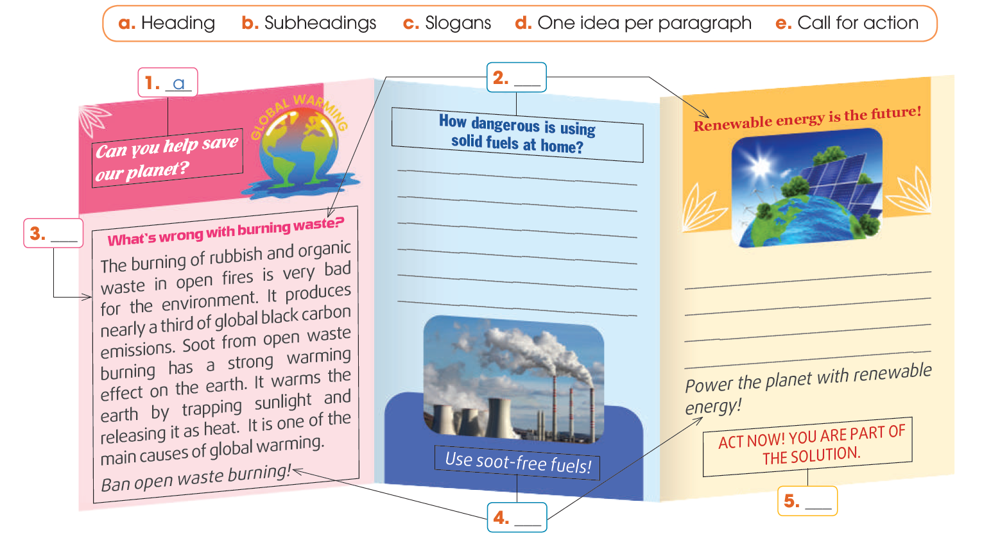 a. Heading b. Subheadings c. Slogans d. One idea per paragraph e. Call for action
1. a
GLOBAL WARMING
Can you help save
our planet?
3. ___
What's wrong with burning waste?
The burning of rubbish and organic
waste in open fires is very bad
for the environment. It produces
nearly a third of global black carbon
emissions. Soot from open waste
burning has a strong warming
effect on the earth. It warms the
earth by trapping sunlight and
releasing it as heat. It is one of the
main causes of global warming.
Ban open waste burning!
2. ___
How dangerous is using
solid fuels at home?
Use soot-free fuels!
4. ___
Renewable energy is the future!
Power the planet with renewable
energy!
ACT NOW! YOU ARE PART OF
THE SOLUTION.
5. ___